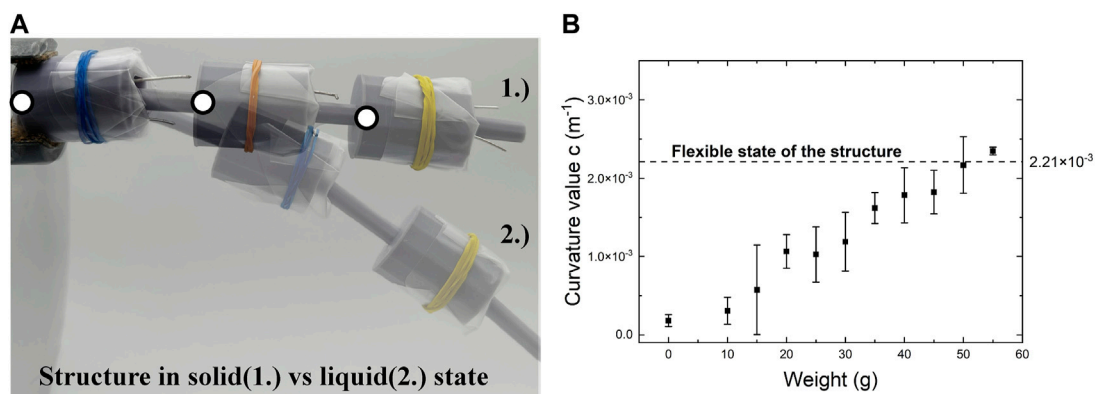 A
1.)
2.)
Structure in solid(1.) vs liquid(2.) state
B
Curvature value c (m⁻¹)
3.0×10⁻³
2.0×10⁻³
1.0×10⁻³
0.0
Flexible state of the structure
2.21×10⁻³
0 10 20 30 40 50 60
Weight (g)